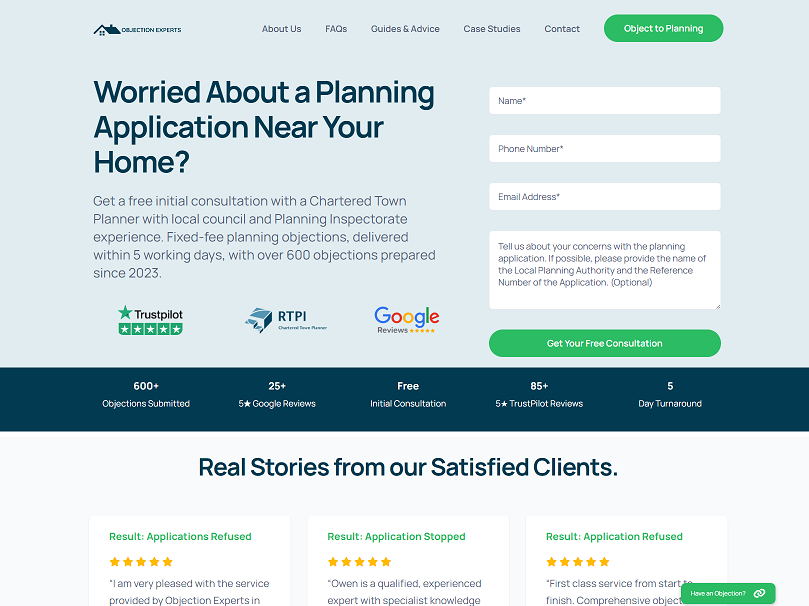 OBJECTION EXPERTS
About Us
FAQs
Guides & Advice
Case Studies
Contact
Object to Planning
Worried About a Planning
Application Near Your
Home?
Get a free initial consultation with a Chartered Town
Planner with local council and Planning Inspectorate
experience. Fixed-fee planning objections, delivered
within 5 working days, with over 600 objections prepared
since 2023.
Trustpilot
RTPI
Chartered Town Planner
Google
Reviews
Name*
Phone Number*
Email Address*
Tell us about your concerns with the planning
application. If possible, please provide the name of
the Local Planning Authority and the Reference
Number of the Application. (Optional)
Get Your Free Consultation
600+
Objections Submitted
25+
5★ Google Reviews
Free
Initial Consultation
85+
5★ TrustPilot Reviews
5
Day Turnaround
Real Stories from our Satisfied Clients.
Result: Applications Refused
"I am very pleased with the service
provided by Objection Experts in
Result: Application Stopped
"Owen is a qualified, experienced
expert with specialist knowledge
Result: Application Refused
"First class service from start to
finish. Comprehensive
Have an Objection?